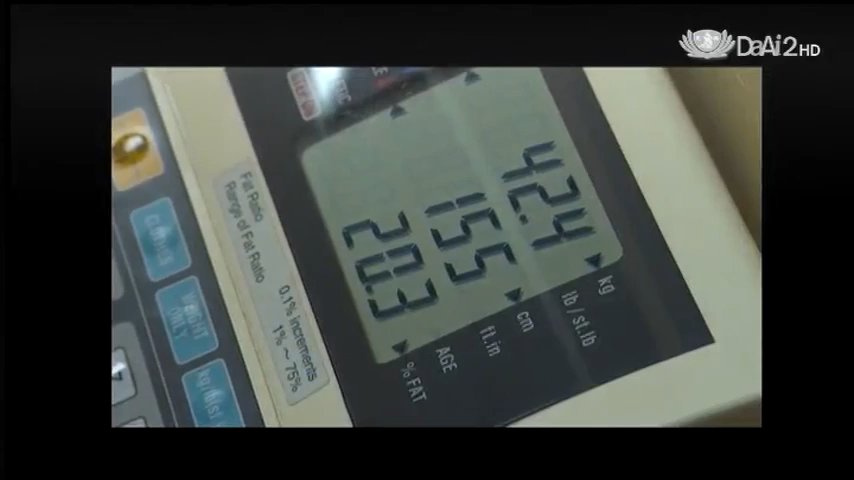 DaAi2HD
42.4
kg
lb/st.lb
155
cm
ft.in
20.3
AGE
% FAT
Fat Ratio
Range of Fat Ratio
0.1% increments
1% ~ 75%
WEIGHT
ONLY